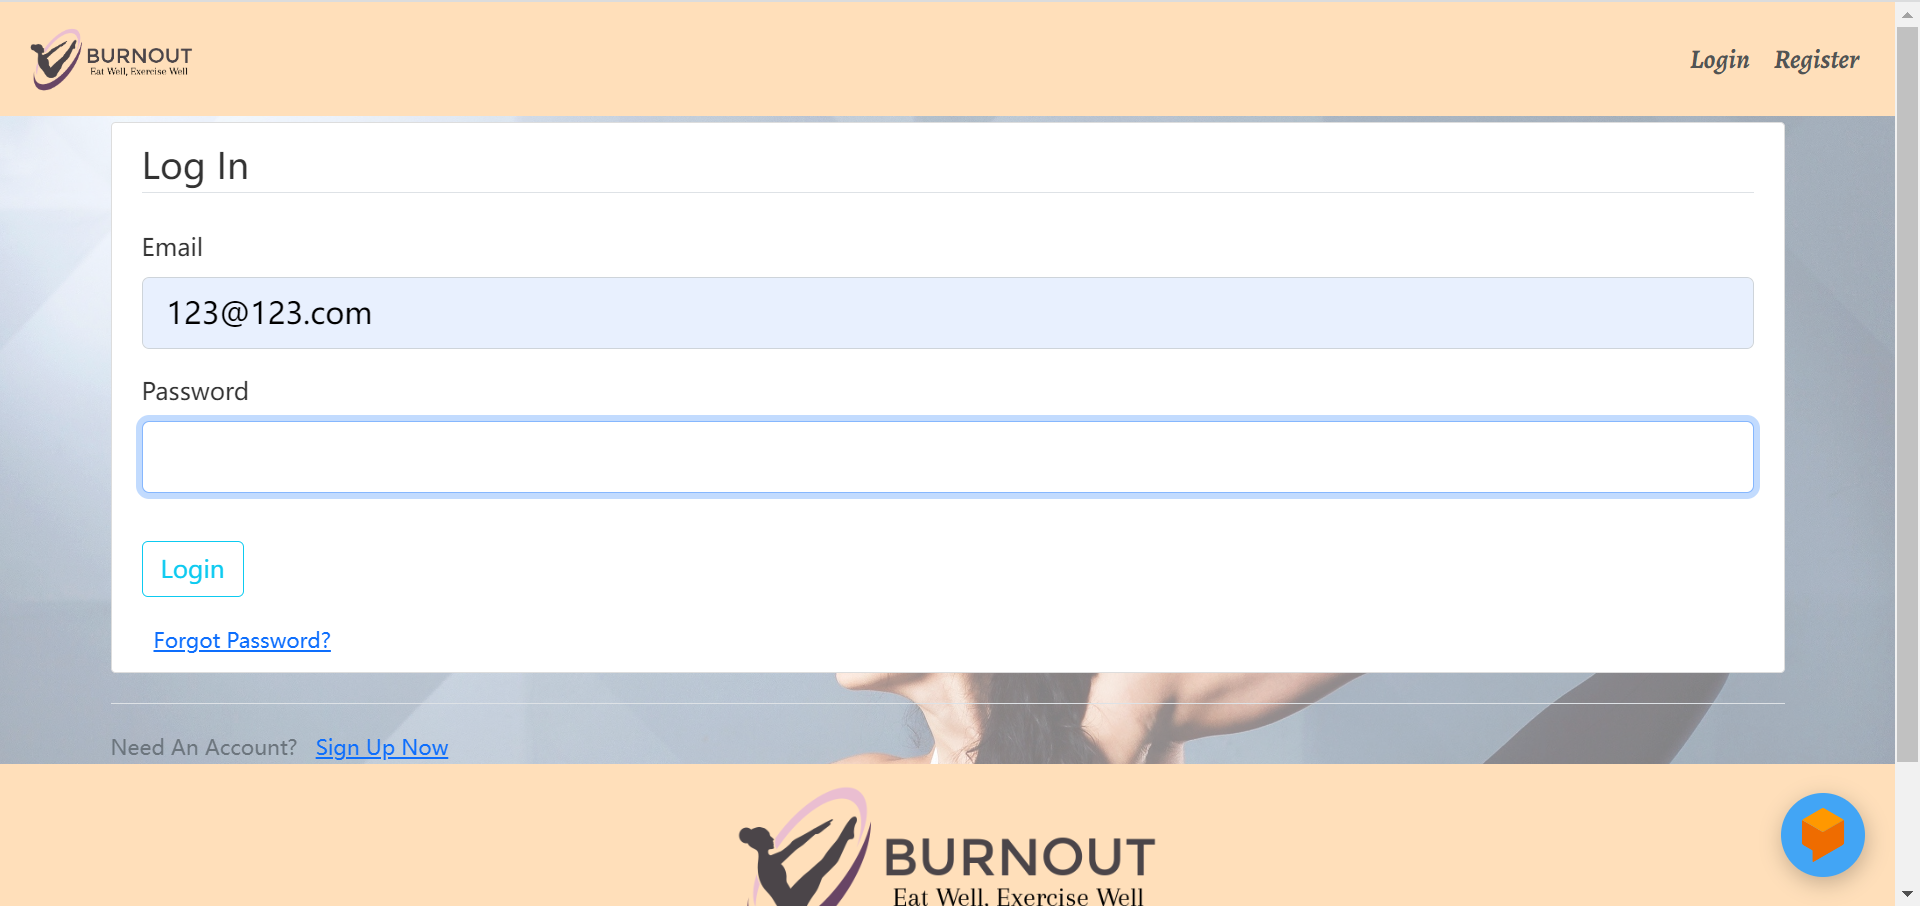 BURNOUT
Eat Well, Exercise Well
Login Register
Log In
Email
123@123.com
Password
Login
Forgot Password?
Need An Account? Sign Up Now
BURNOUT
Eat Well, Exercise Well